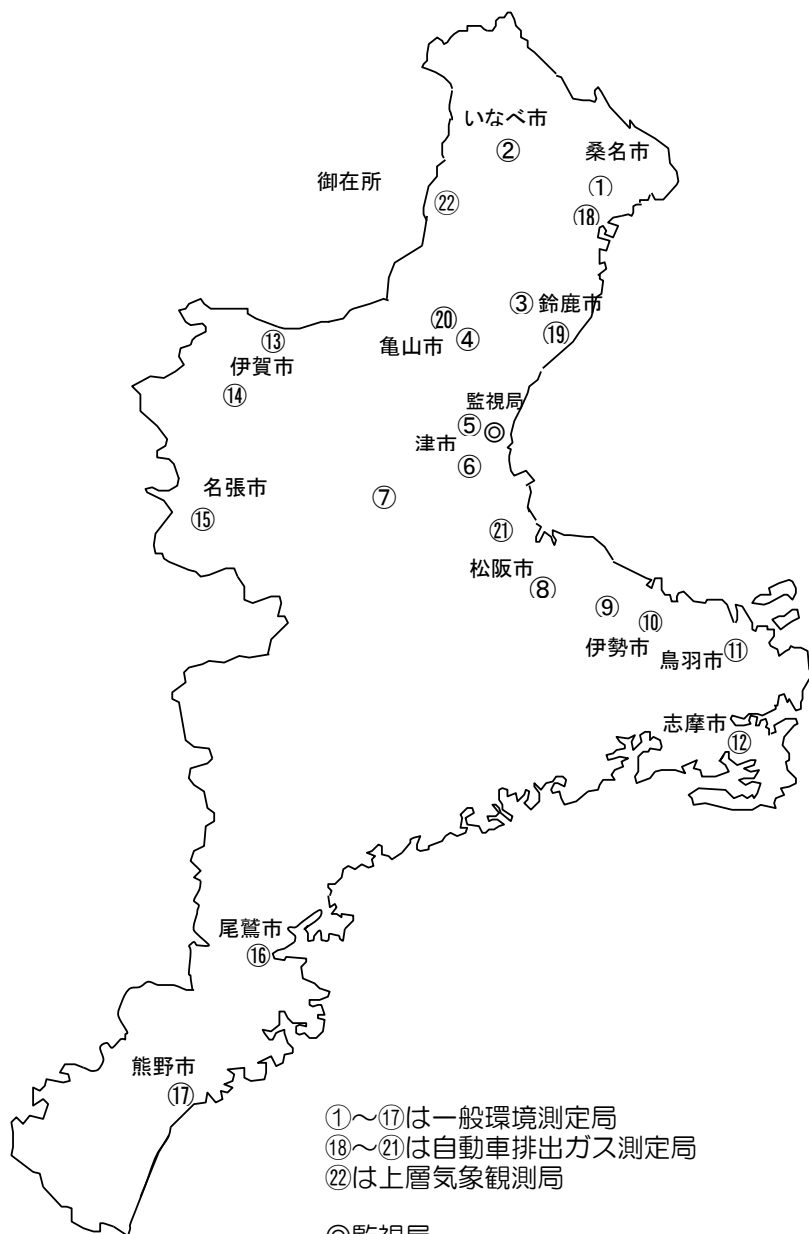 いなべ市
②
桑名市
①
御在所
㉒
⑱
③鈴鹿市
⑳
⑲
④
亀山市
⑬
伊賀市
⑭
監視局
⑤◎
津市
⑥
名張市
⑦
⑮
㉑
松阪市
⑧
⑨
⑩
伊勢市
鳥羽市⑪
志摩市
⑫
尾鷲市
⑯
熊野市
⑰
①～⑰は一般環境測定局
⑱～㉑は自動車排出ガス測定局
㉒は上層気象観測局
◎監視局